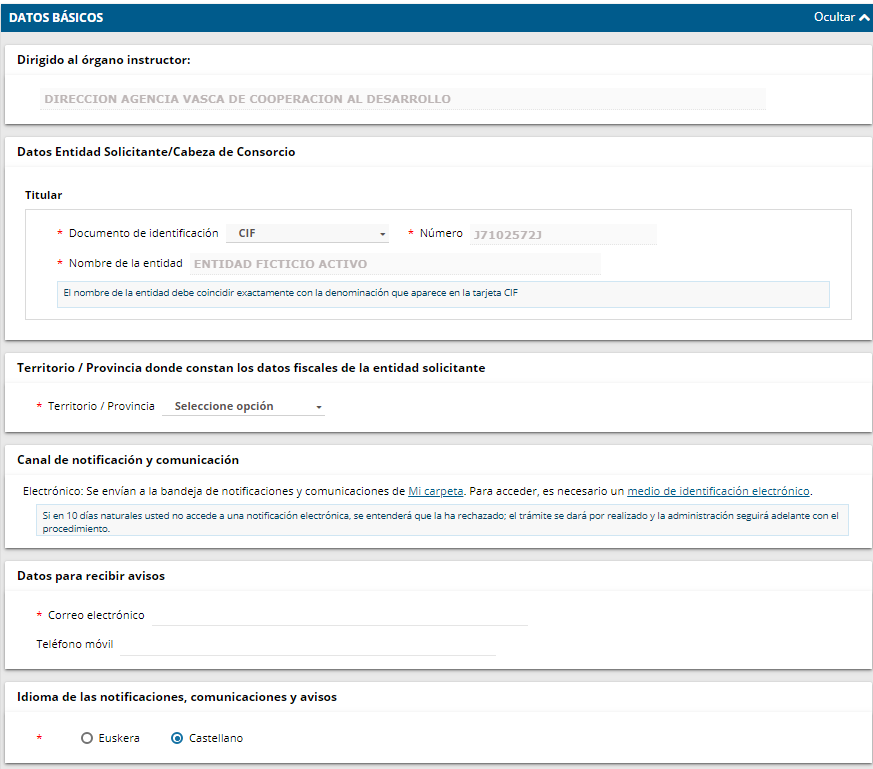 DATOS BÁSICOS Ocultar
Dirigido al órgano instructor:
DIRECCION AGENCIA VASCA DE COOPERACION AL DESARROLLO
Datos Entidad Solicitante/Cabeza de Consorcio
Titular
* Documento de identificación CIF * Número J7102572J
* Nombre de la entidad ENTIDAD FICTICIO ACTIVO
El nombre de la entidad debe coincidir exactamente con la denominación que aparece en la tarjeta CIF
Territorio / Provincia donde constan los datos fiscales de la entidad solicitante
* Territorio / Provincia Seleccione opción
Canal de notificación y comunicación
Electrónico: Se envían a la bandeja de notificaciones y comunicaciones de Mi carpeta. Para acceder, es necesario un medio de identificación electrónico.
Si en 10 días naturales usted no accede a una notificación electrónica, se entenderá que la ha rechazado; el trámite se dará por realizado y la administración seguirá adelante con el
procedimiento.
Datos para recibir avisos
* Correo electrónico
Teléfono móvil
Idioma de las notificaciones, comunicaciones y avisos
* Euskera Castellano